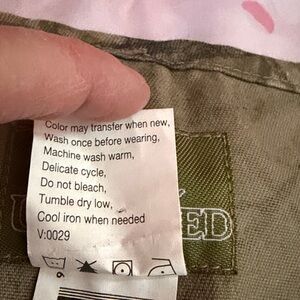 Color may transfer when new,
Wash once before wearing,
Machine wash warm,
Delicate cycle,
Do not bleach,
Tumble dry low,
Cool iron when needed
V:0029